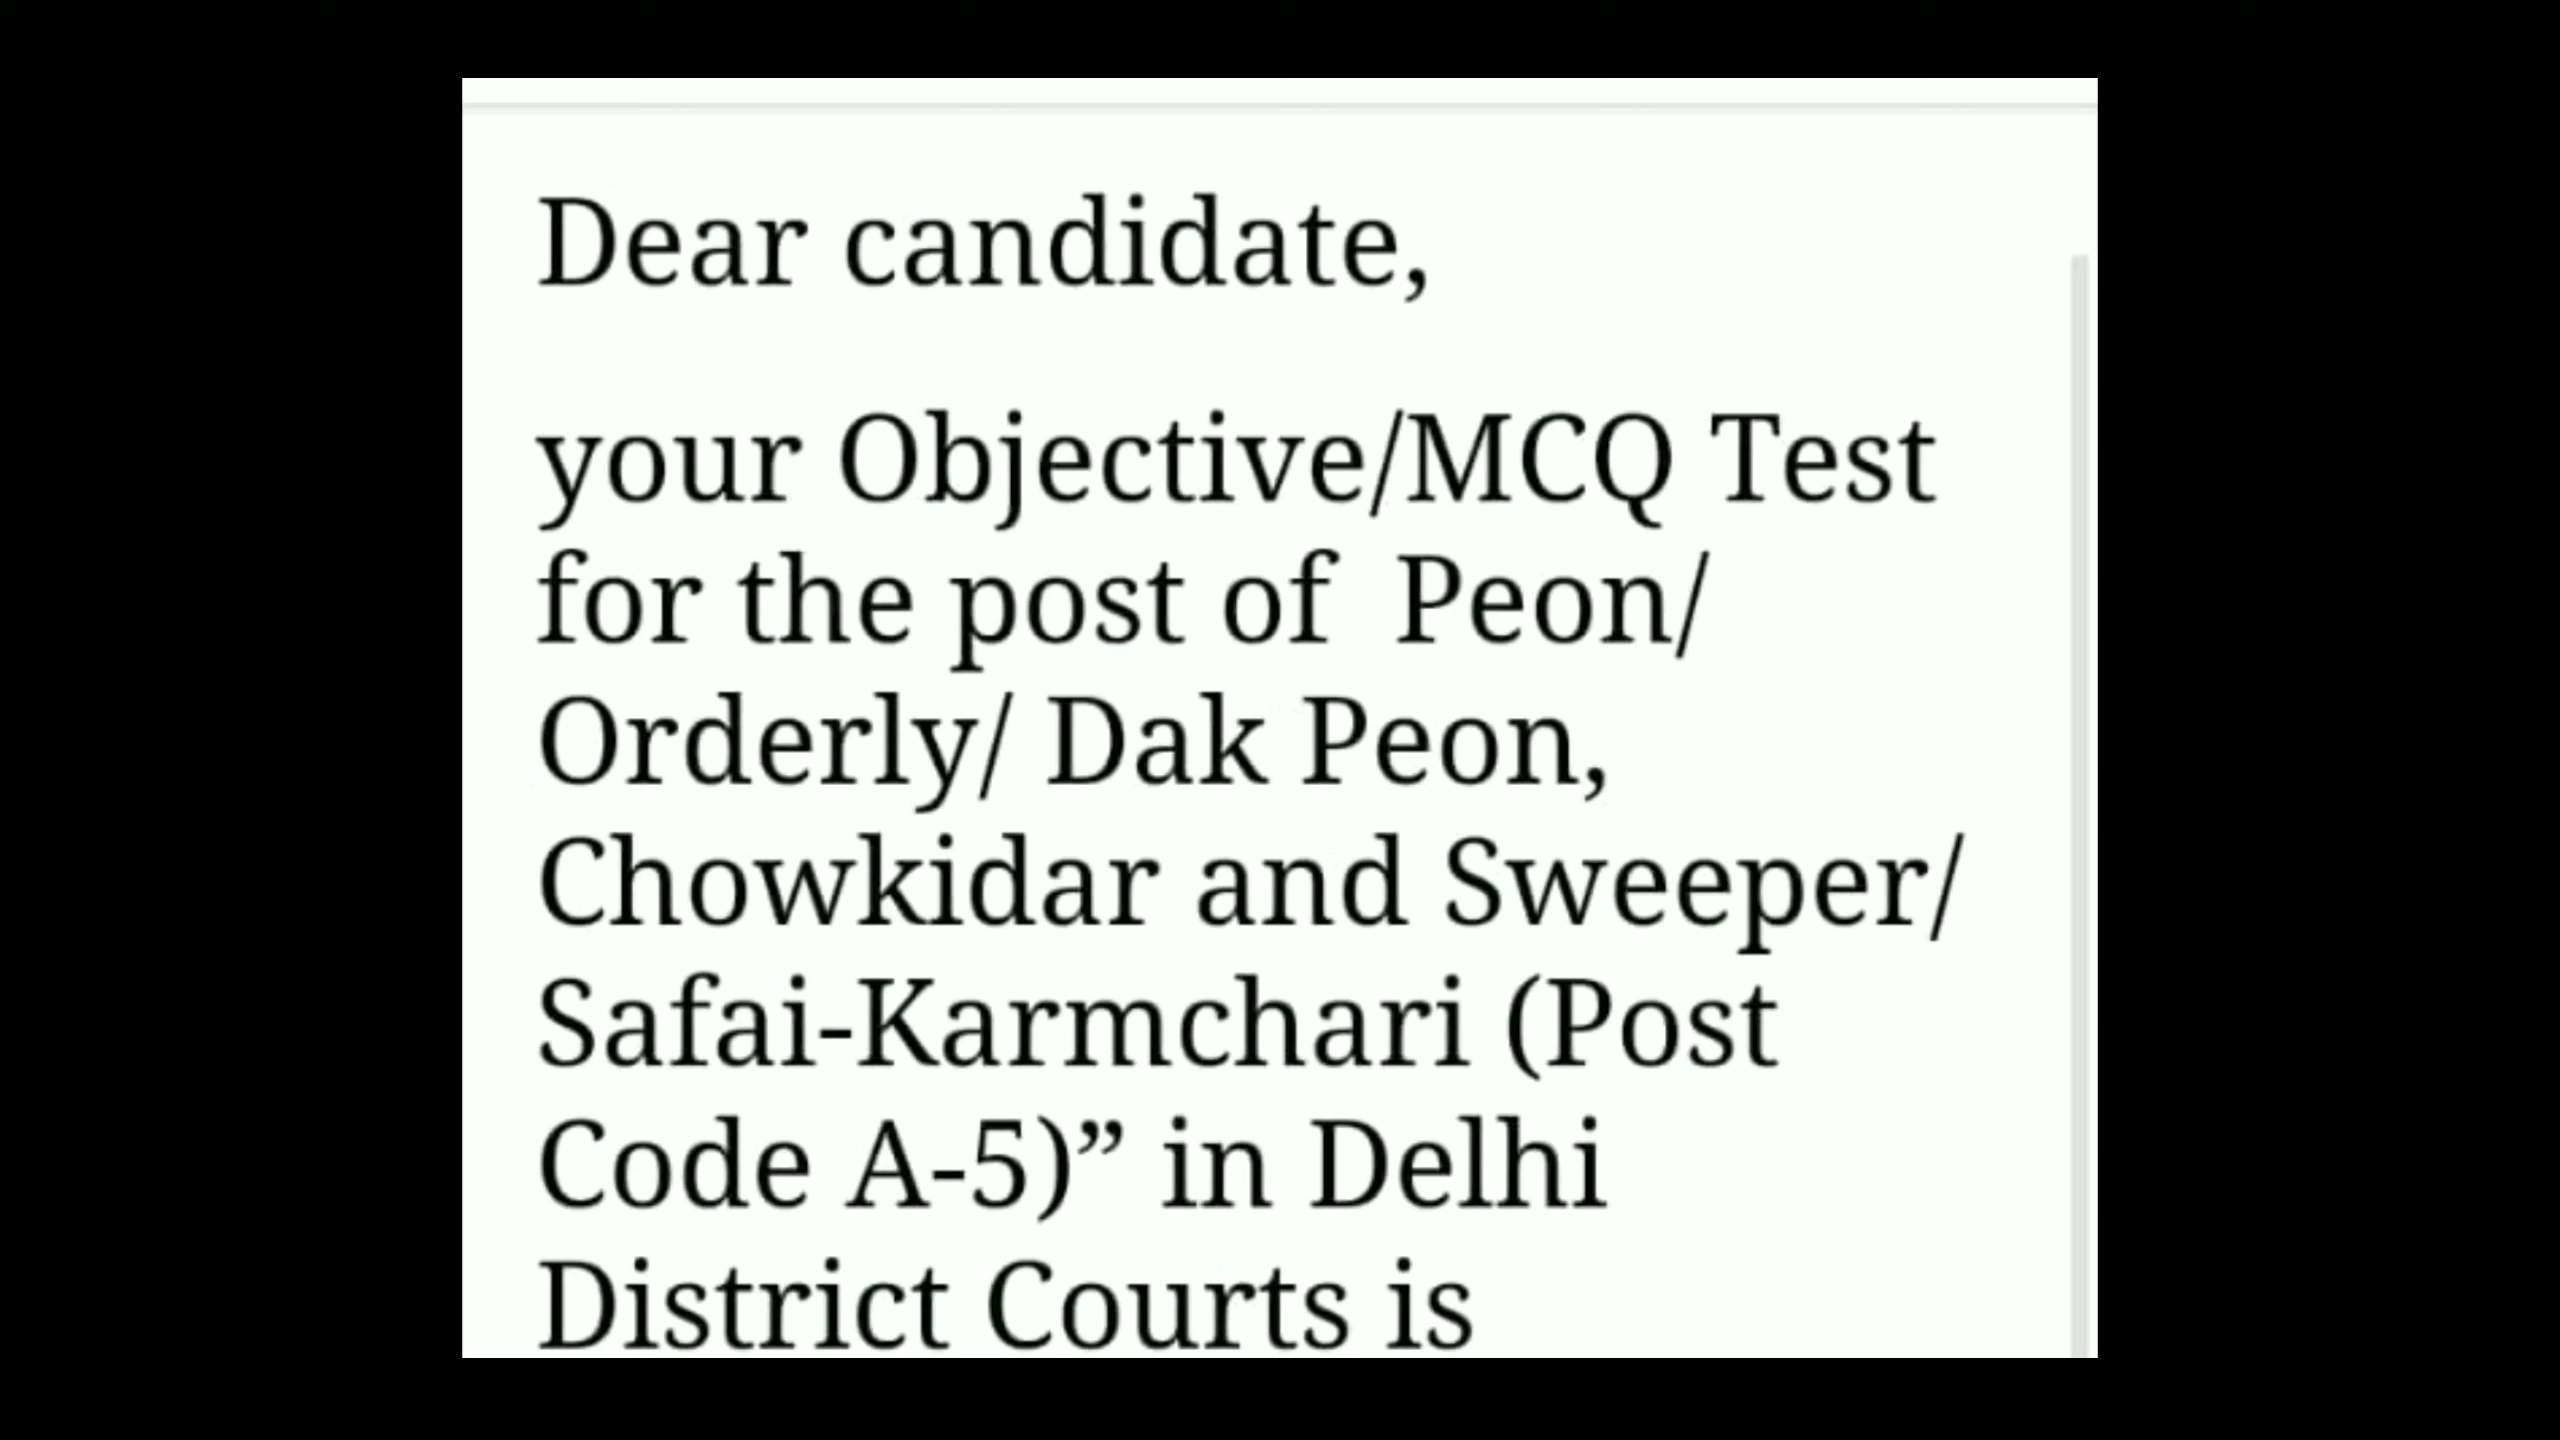 Dear candidate,
your Objective/MCQ Test
for the post of  Peon/
Orderly/ Dak Peon,
Chowkidar and Sweeper/
Safai-Karmchari (Post
Code A-5)” in Delhi
District Courts is